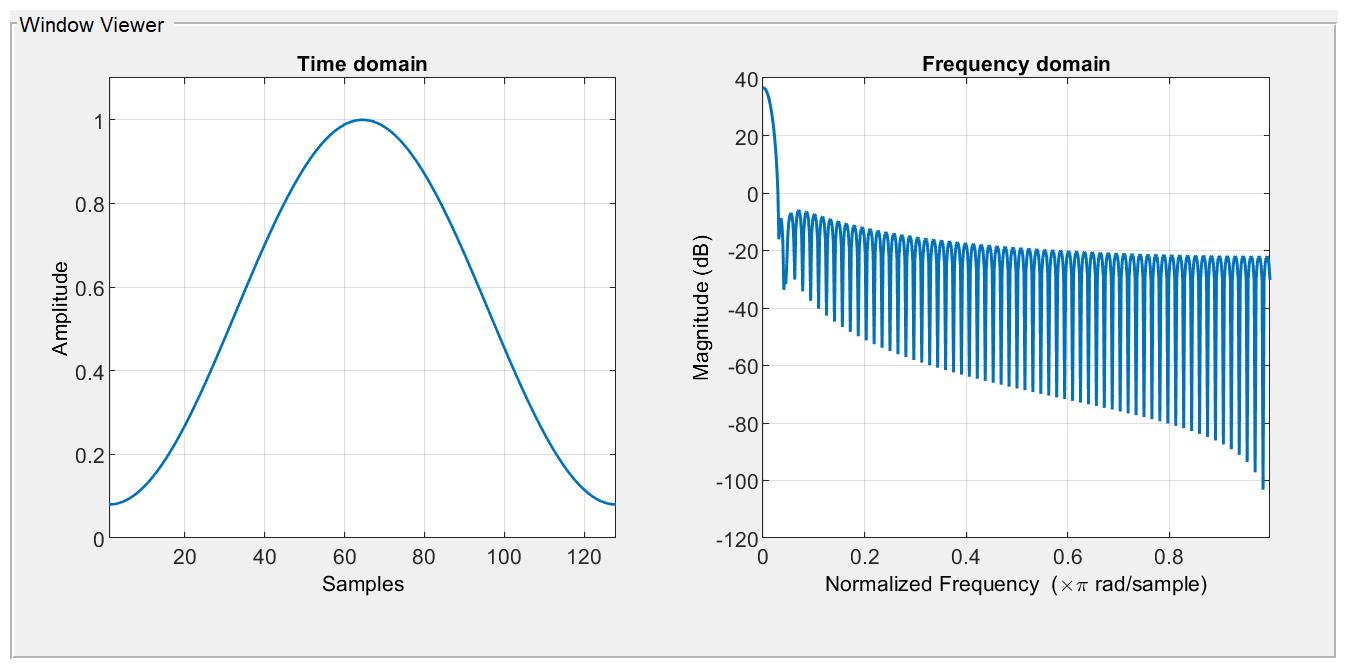 Window Viewer
Time domain
1
0.8
0.6
0.4
0.2
0
Amplitude
20 40 60 80 100 120
Samples
Frequency domain
40
20
0
-20
-40
-60
-80
-100
-120
Magnitude (dB)
0 0.2 0.4 0.6 0.8
Normalized Frequency (×π rad/sample)